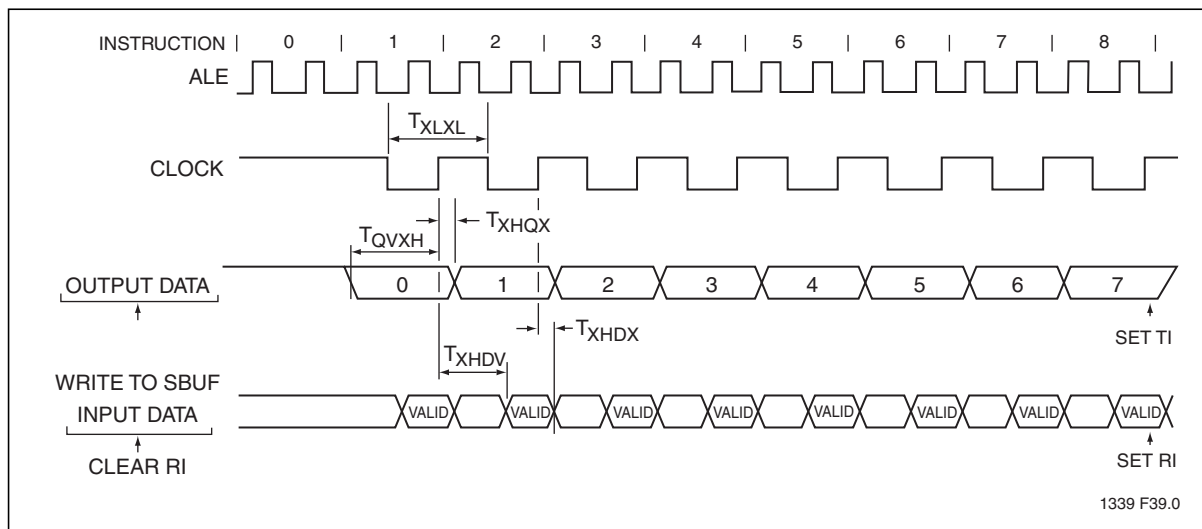 INSTRUCTION | 0 | 1 | 2 | 3 | 4 | 5 | 6 | 7 | 8 |
ALE
TXLXL
CLOCK
TXHQX
TQVXH
OUTPUT DATA 0 1 2 3 4 5 6 7
TXHDX
SET TI
TXHDV
WRITE TO SBUF
INPUT DATA VALID VALID VALID VALID VALID VALID VALID VALID
CLEAR RI
SET RI
1339 F39.0